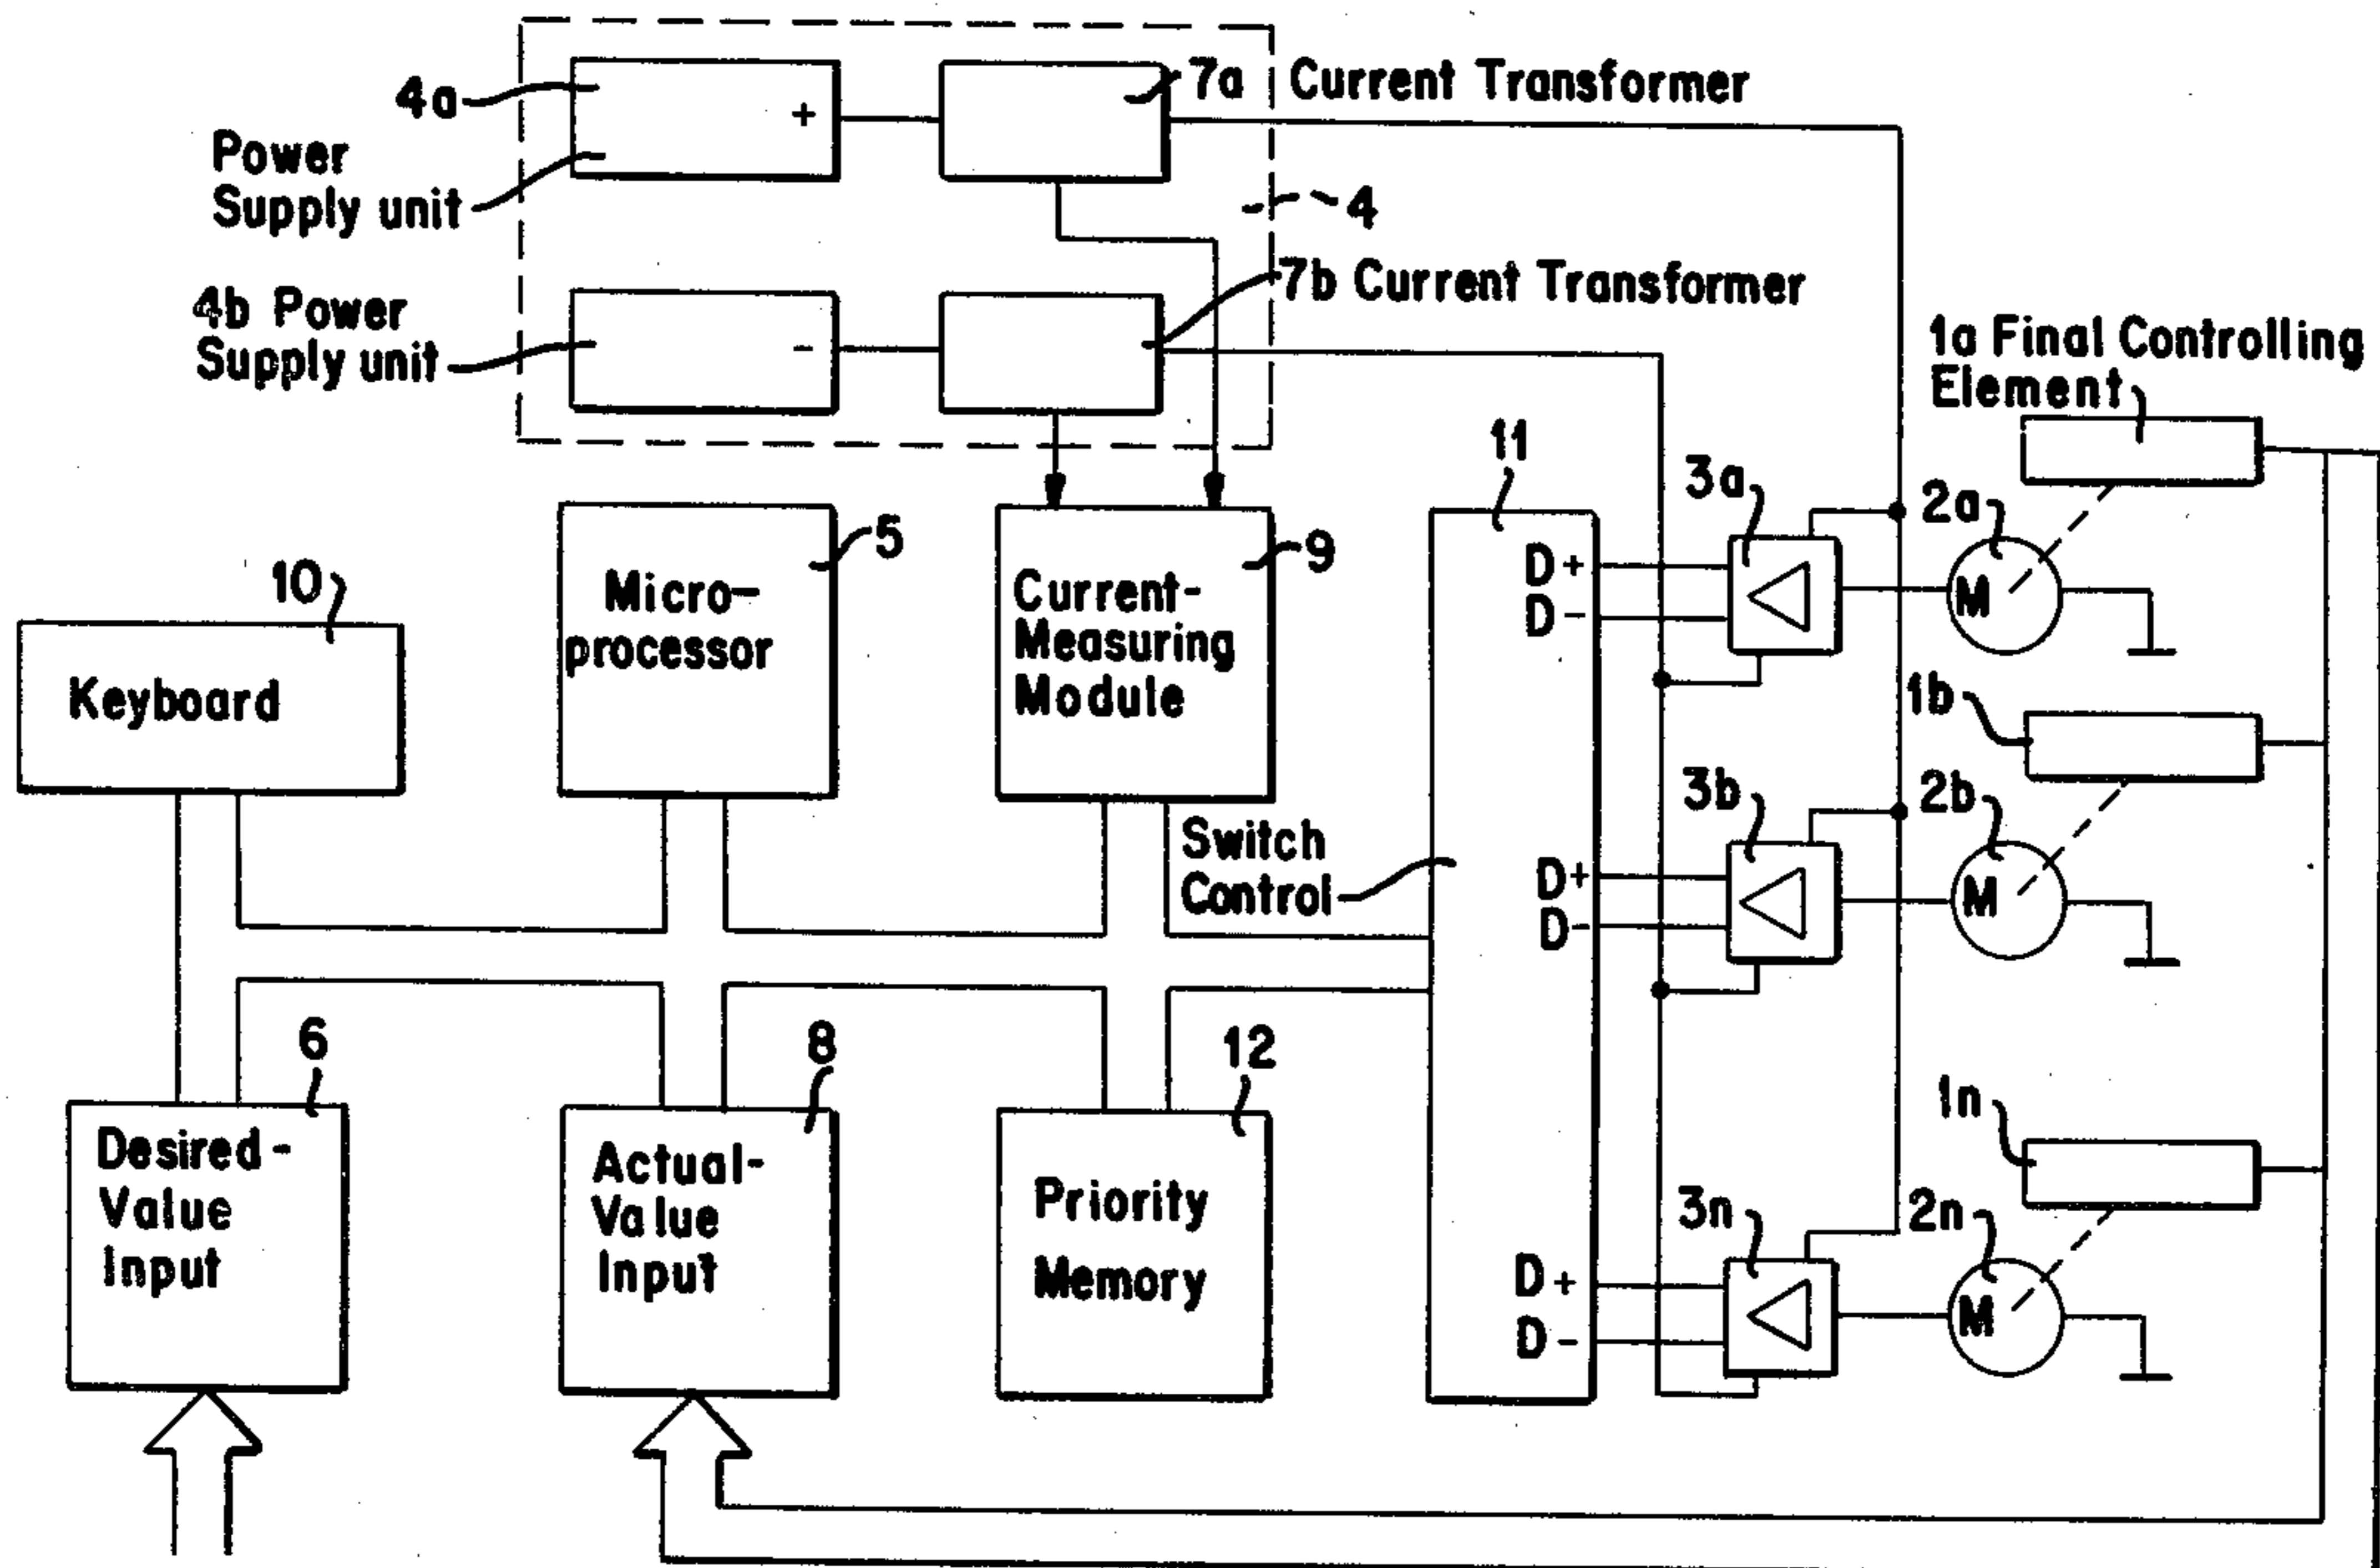 4a
+
7a Current Transformer
Power
Supply unit
4
4b Power
Supply unit
-
7b Current Transformer
1a Final Controlling
Element
11
3a
2a
5
9
10
Micro-
processor
Current-
Measuring
Module
Keyboard
D+
D-
M
1b
3b
2b
Switch
Control
D+
D-
M
6
8
12
1n
3n
2n
Desired-
Value
Input
Actual-
Value
Input
Priority
Memory
D+
D-
M